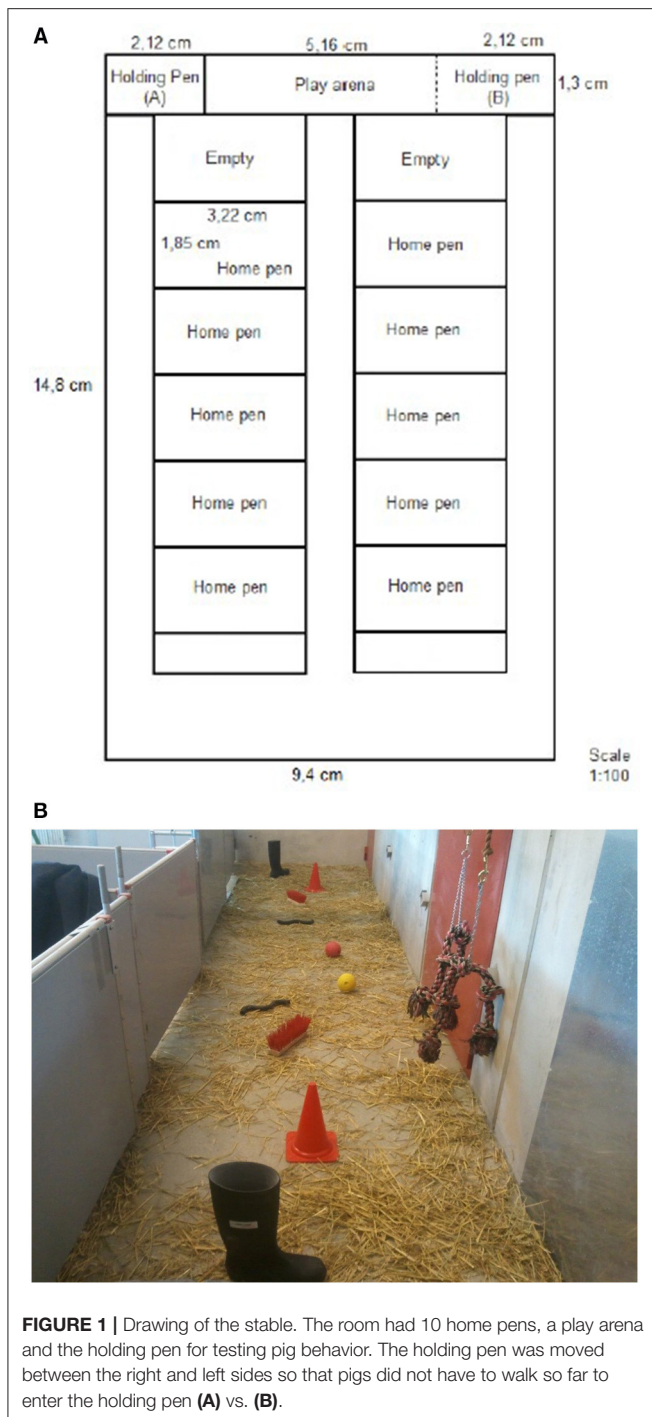 A
2,12 cm 5,16 cm 2,12 cm
Holding Pen
(A)
Play arena
Holding pen
(B)
1,3 cm
Empty Empty
3,22 cm
1,85 cm
Home pen Home pen
Home pen Home pen
14,8 cm
Home pen Home pen
Home pen Home pen
Home pen Home pen
9,4 cm
Scale
1:100
B
FIGURE 1 | Drawing of the stable. The room had 10 home pens, a play arena
and the holding pen for testing pig behavior. The holding pen was moved
between the right and left sides so that pigs did not have to walk so far to
enter the holding pen (A) vs. (B).